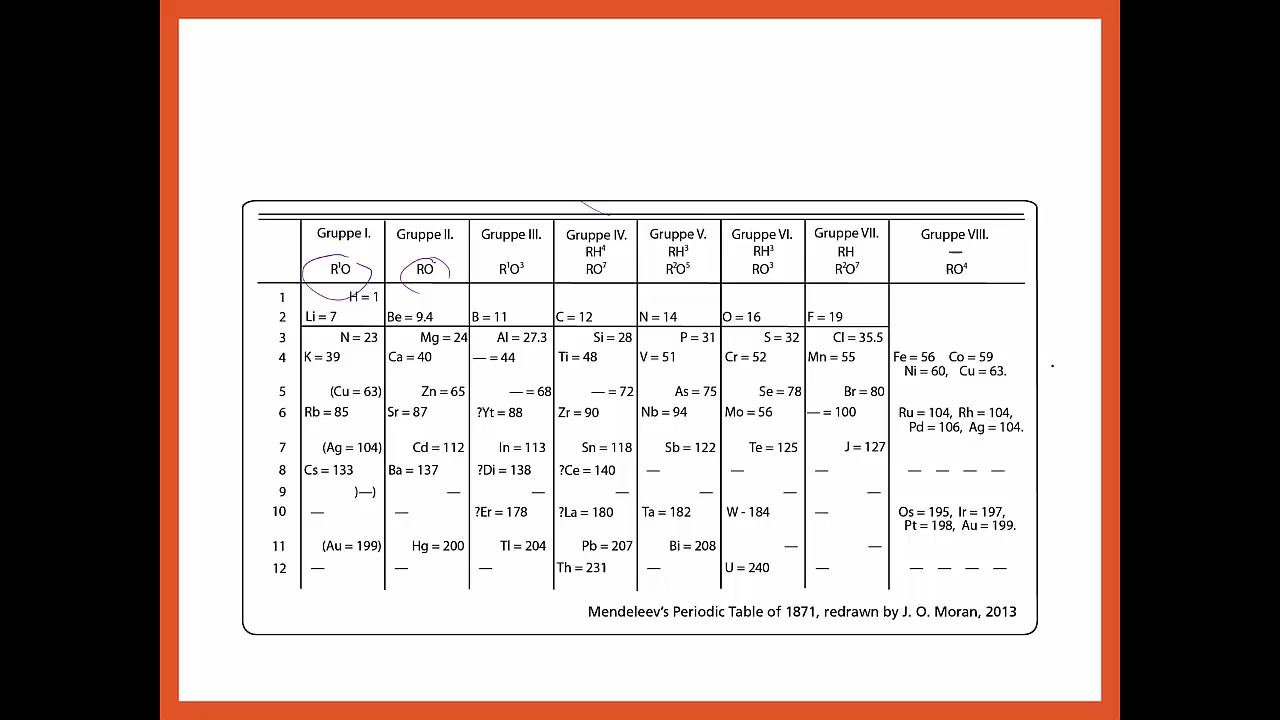 Gruppe I. Gruppe II. Gruppe III. Gruppe IV. Gruppe V. Gruppe VI. Gruppe VII. Gruppe VIII.
RH⁴ RH³ RH³ RH —
R¹O RO R¹O³ RO⁷ R²O⁵ RO³ R²O⁷ RO⁴
1 H = 1
2 Li = 7 Be = 9.4 B = 11 C = 12 N = 14 O = 16 F = 19
3 N = 23 Mg = 24 Al = 27.3 Si = 28 P = 31 S = 32 Cl = 35.5
4 K = 39 Ca = 40 — = 44 Ti = 48 V = 51 Cr = 52 Mn = 55 Fe = 56 Co = 59
Ni = 60, Cu = 63.
5 (Cu = 63) Zn = 65 — = 68 — = 72 As = 75 Se = 78 Br = 80
6 Rb = 85 Sr = 87 ?Yt = 88 Zr = 90 Nb = 94 Mo = 56 — = 100 Ru = 104, Rh = 104,
Pd = 106, Ag = 104.
7 (Ag = 104) Cd = 112 In = 113 Sn = 118 Sb = 122 Te = 125 J = 127
8 Cs = 133 Ba = 137 ?Di = 138 ?Ce = 140 — — — — — — —
9 )—) — — — — — —
10 — — ?Er = 178 ?La = 180 Ta = 182 W - 184 — Os = 195, Ir = 197,
Pt = 198, Au = 199.
11 (Au = 199) Hg = 200 Tl = 204 Pb = 207 Bi = 208 — —
12 — — — Th = 231 — U = 240 — — — — —
Mendeleev's Periodic Table of 1871, redrawn by J. O. Moran, 2013